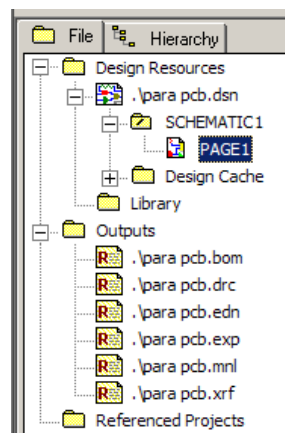 File Hierarchy
Design Resources
.\para pcb.dsn
SCHEMATIC1
PAGE1
Design Cache
Library
Outputs
R .\para pcb.bom
R .\para pcb.drc
R .\para pcb.edn
R .\para pcb.exp
R .\para pcb.mnl
R .\para pcb.xrf
Referenced Projects